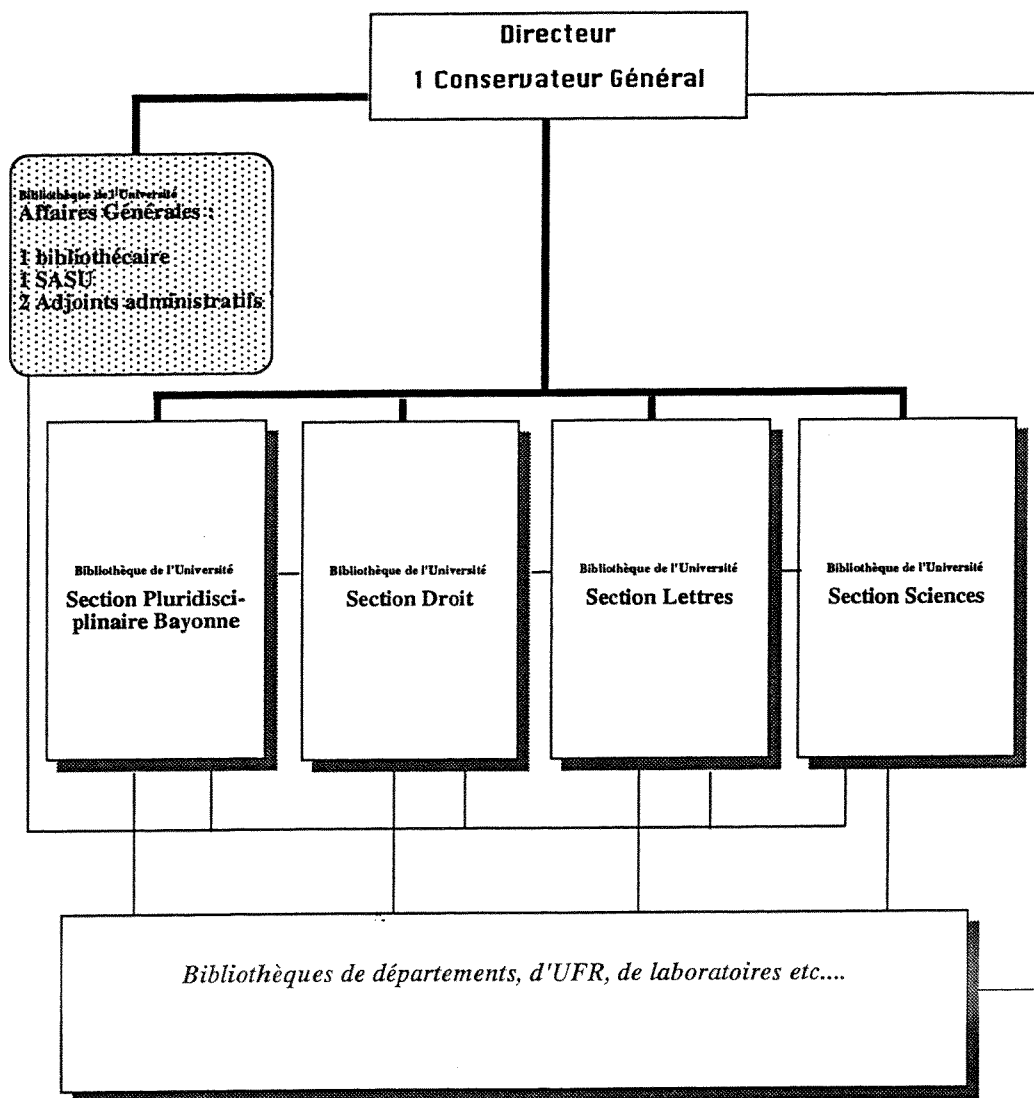 Directeur
1 Conservateur Général
Bibliothèque de l'Université
Affaires Générales :
1 bibliothécaire
1 SASU
2 Adjoints administratifs
Bibliothèque de l'Université
Section Pluridisci-
plinaire Bayonne
Bibliothèque de l'Université
Section Droit
Bibliothèque de l'Université
Section Lettres
Bibliothèque de l'Université
Section Sciences
Bibliothèques de départements, d'UFR, de laboratoires etc....